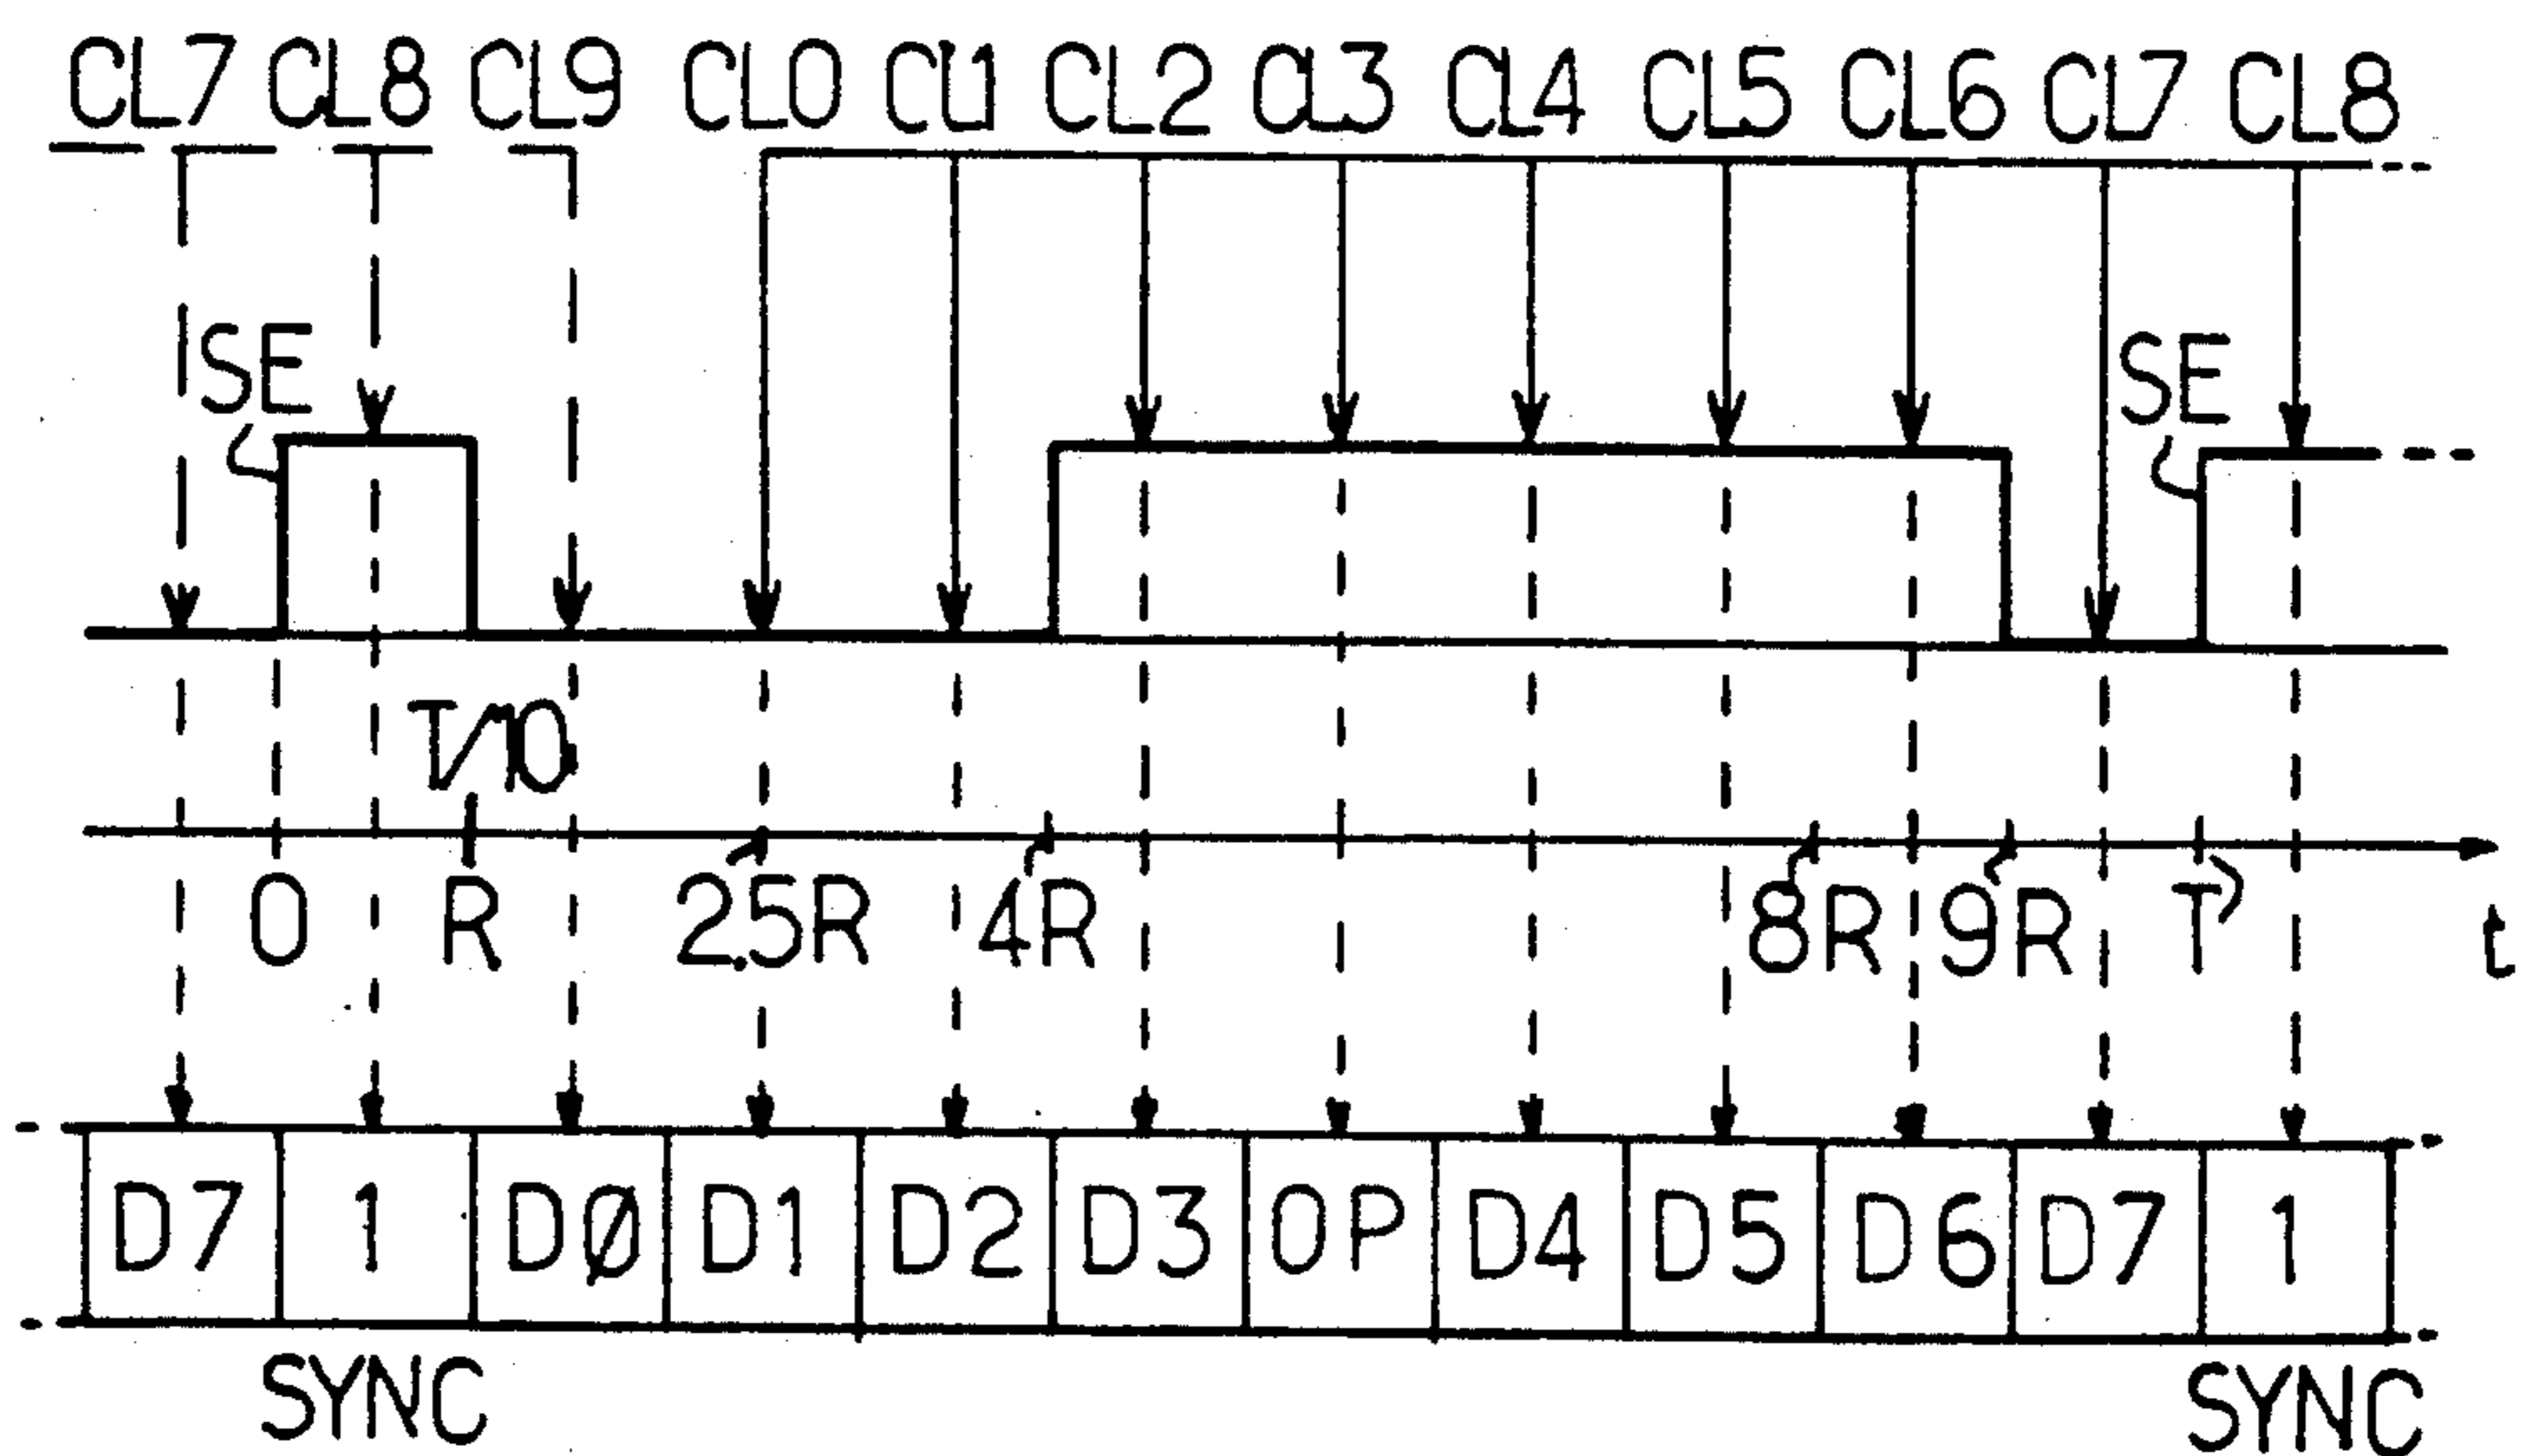 CL7 CL8 CL9 CL0 CL1 CL2 CL3 CL4 CL5 CL6 CL7 CL8
SE SE
T/10
0 R 2.5R 4R 8R 9R T t
D7 1 DØ D1 D2 D3 OP D4 D5 D6 D7 1
SYNC SYNC